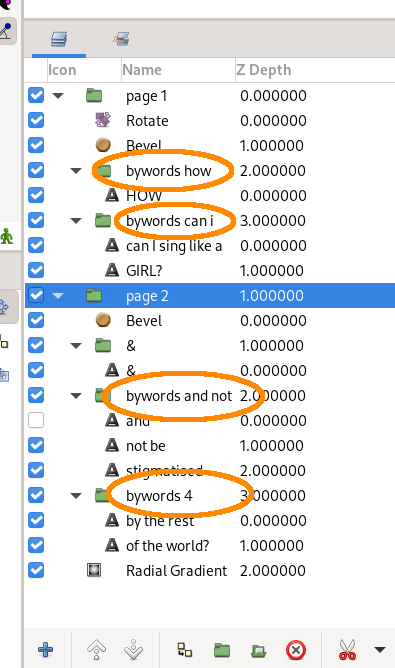 Icon Name Z Depth
page 1 0.000000
Rotate 0.000000
Bevel 1.000000
bywords how 2.000000
HOW 0.000000
bywords can i 3.000000
can I sing like a 0.000000
GIRL? 1.000000
page 2 1.000000
Bevel 0.000000
& 1.000000
& 0.000000
bywords and not 2.000000
and 0.000000
not be 1.000000
stigmatised 2.000000
bywords 4 3.000000
by the rest 0.000000
of the world? 1.000000
Radial Gradient 2.000000